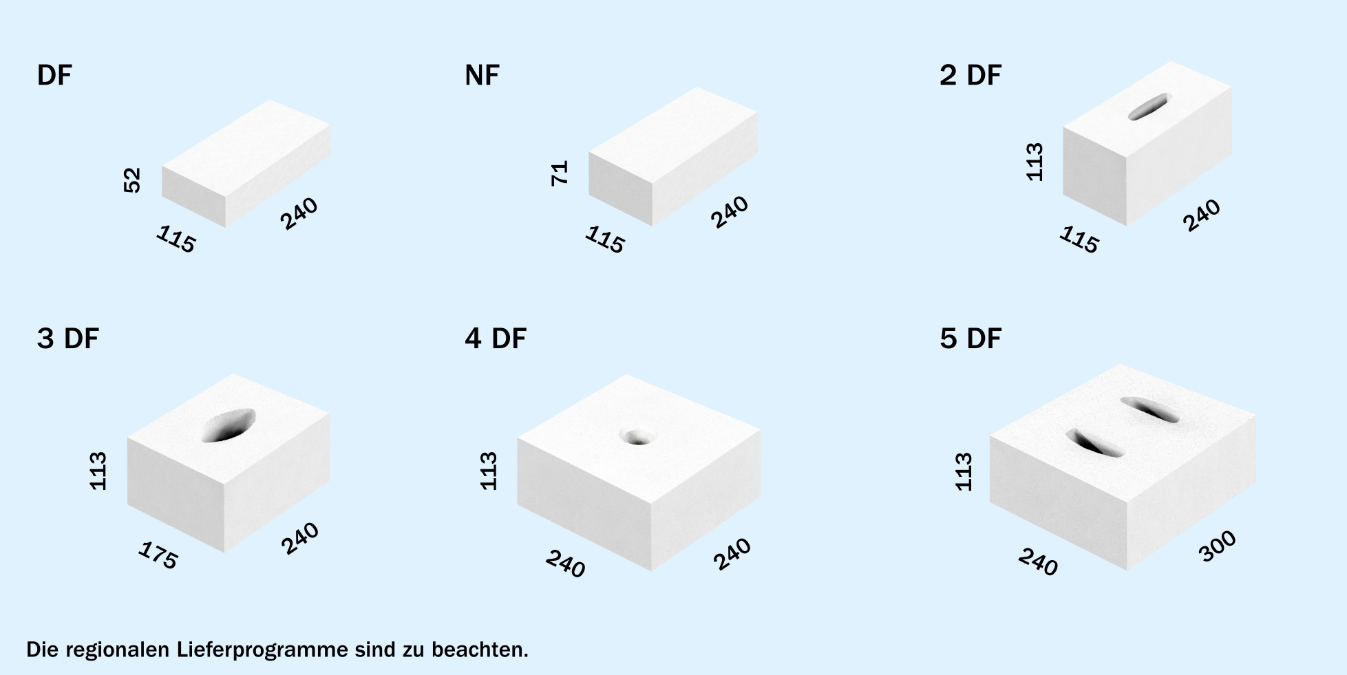 DF
52
115
240
NF
71
115
240
2 DF
113
115
240
3 DF
113
175
240
4 DF
113
240
240
5 DF
113
240
300
Die regionalen Lieferprogramme sind zu beachten.